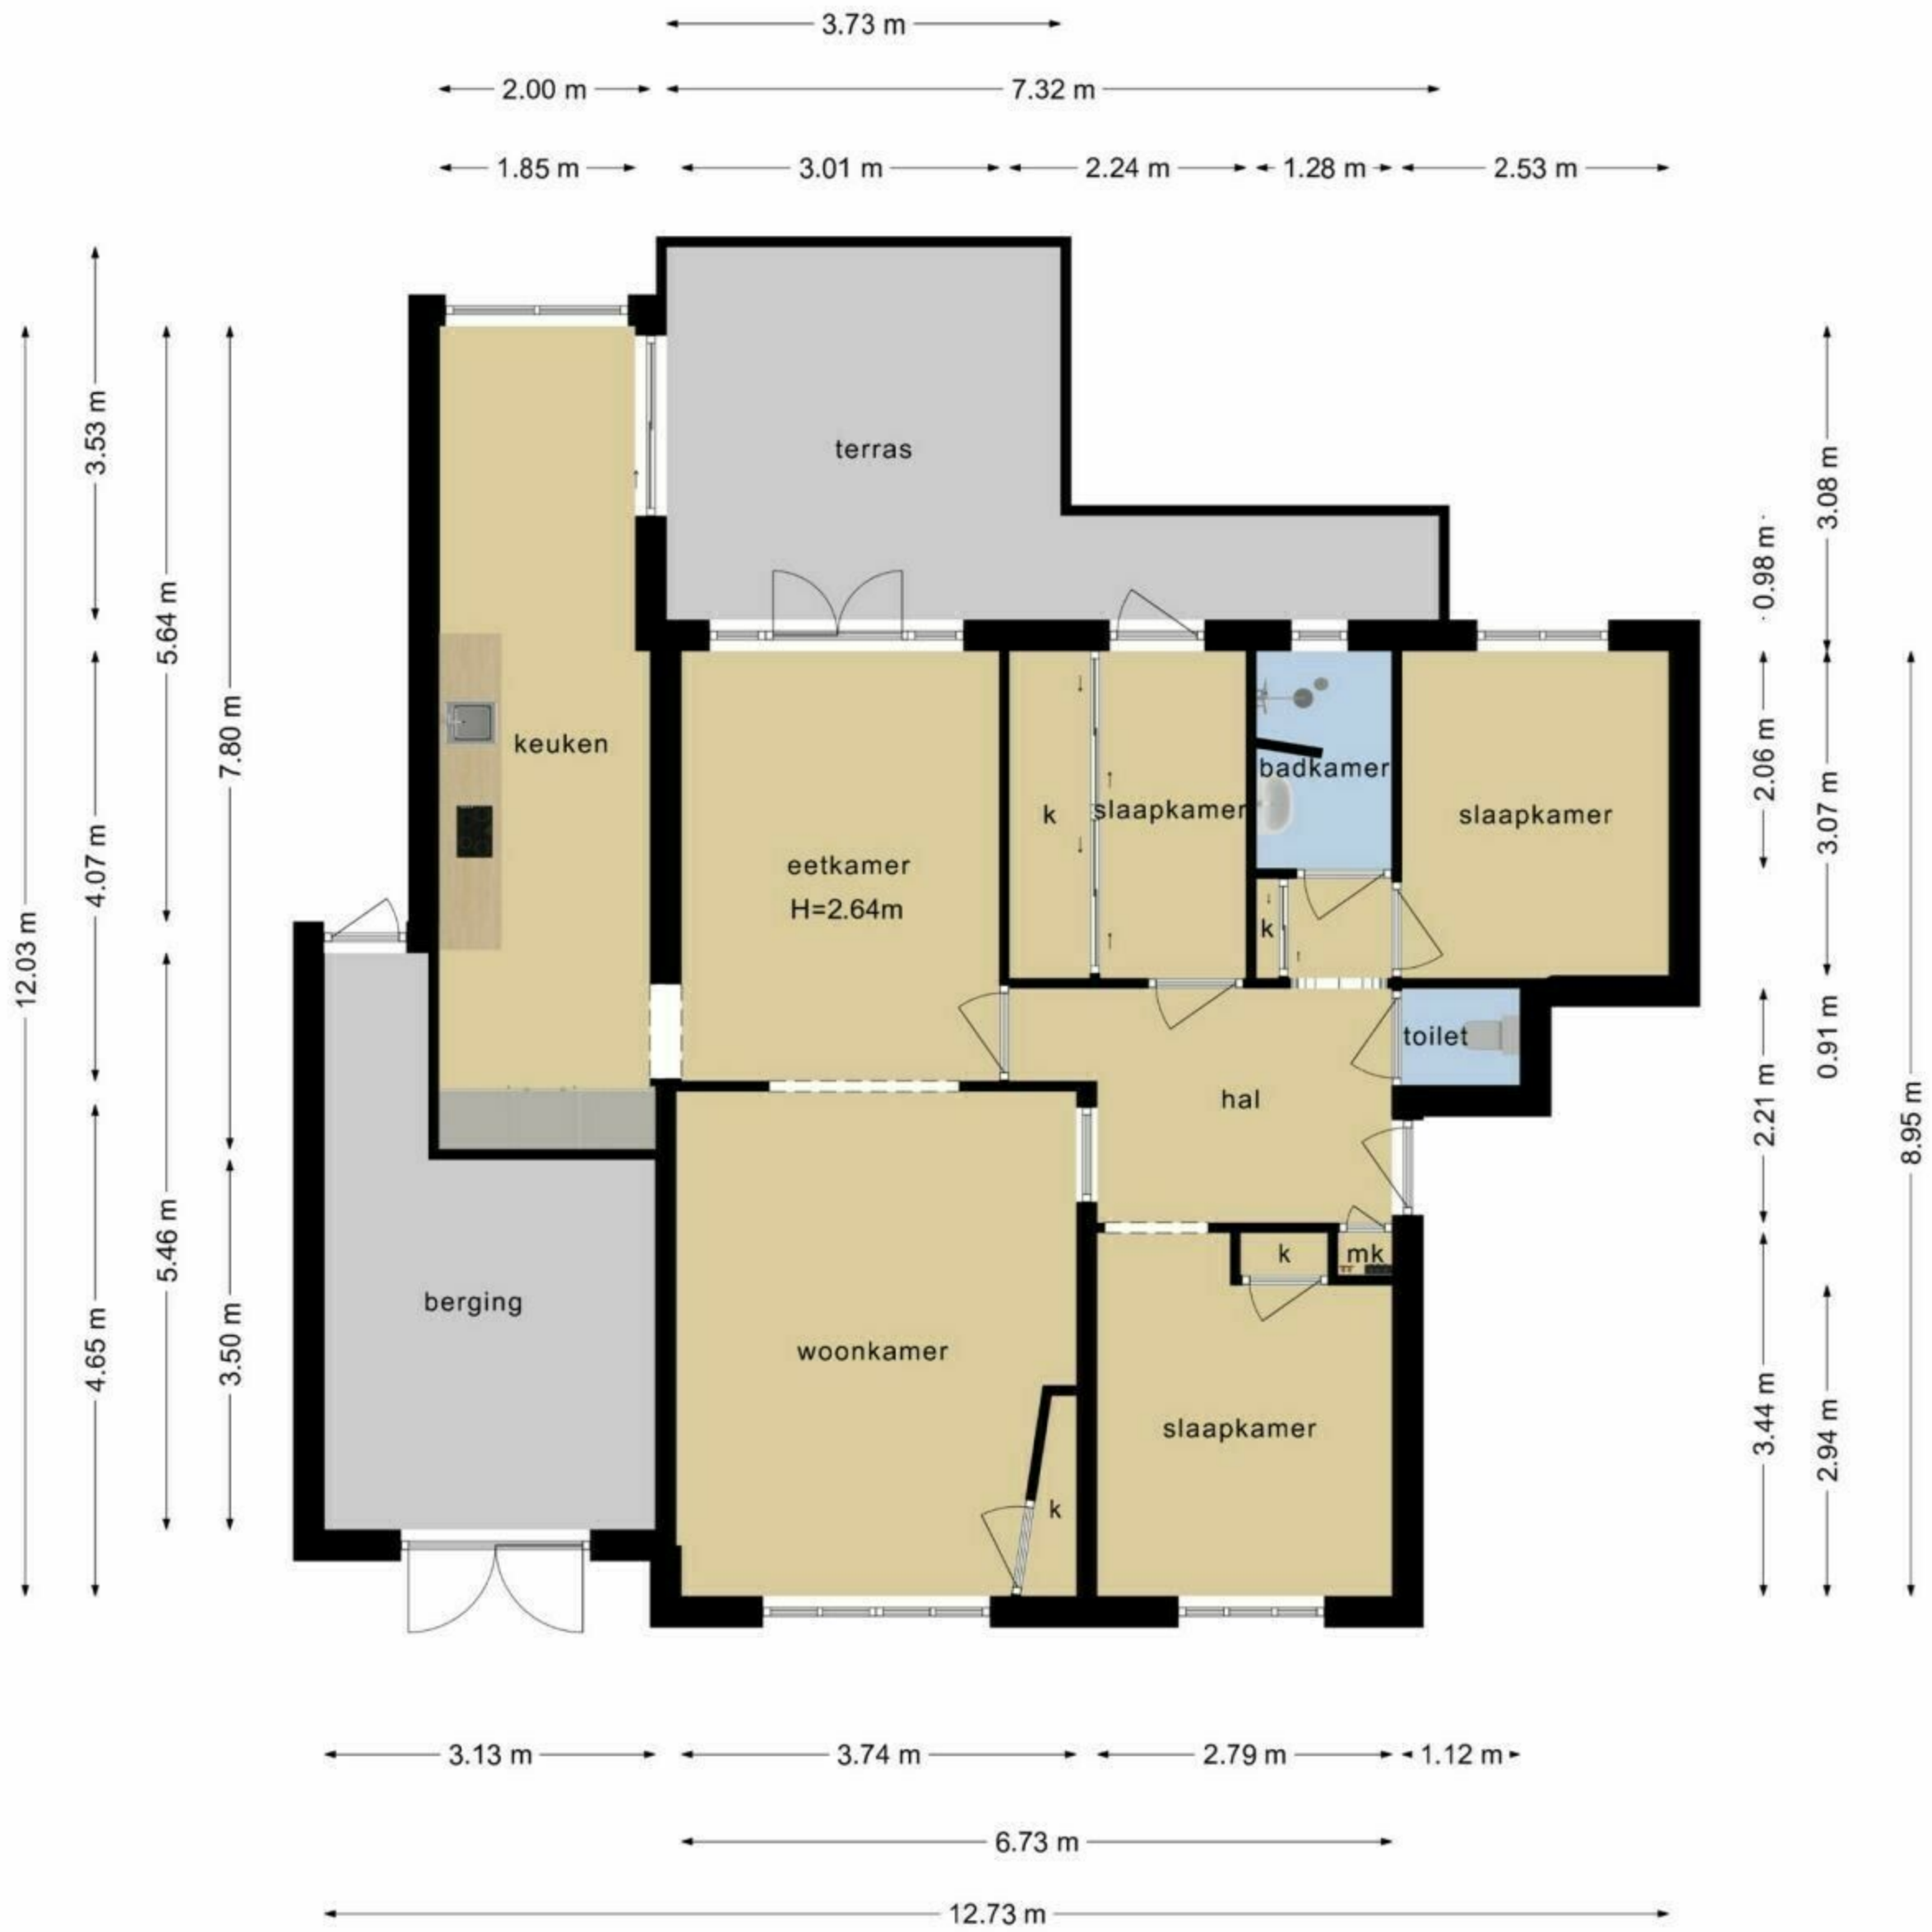 3.73 m
2.00 m
7.32 m
1.85 m
3.01 m
2.24 m
1.28 m
2.53 m
12.03 m
3.53 m
4.07 m
4.65 m
5.64 m
5.46 m
7.80 m
3.50 m
terras
keuken
eetkamer
H=2.64m
k
slaapkamer
badkamer
slaapkamer
k
toilet
hal
k
mk
berging
woonkamer
slaapkamer
k
0.98 m
2.06 m
2.21 m
3.44 m
3.08 m
3.07 m
0.91 m
2.94 m
8.95 m
3.13 m
3.74 m
2.79 m
1.12 m
6.73 m
12.73 m